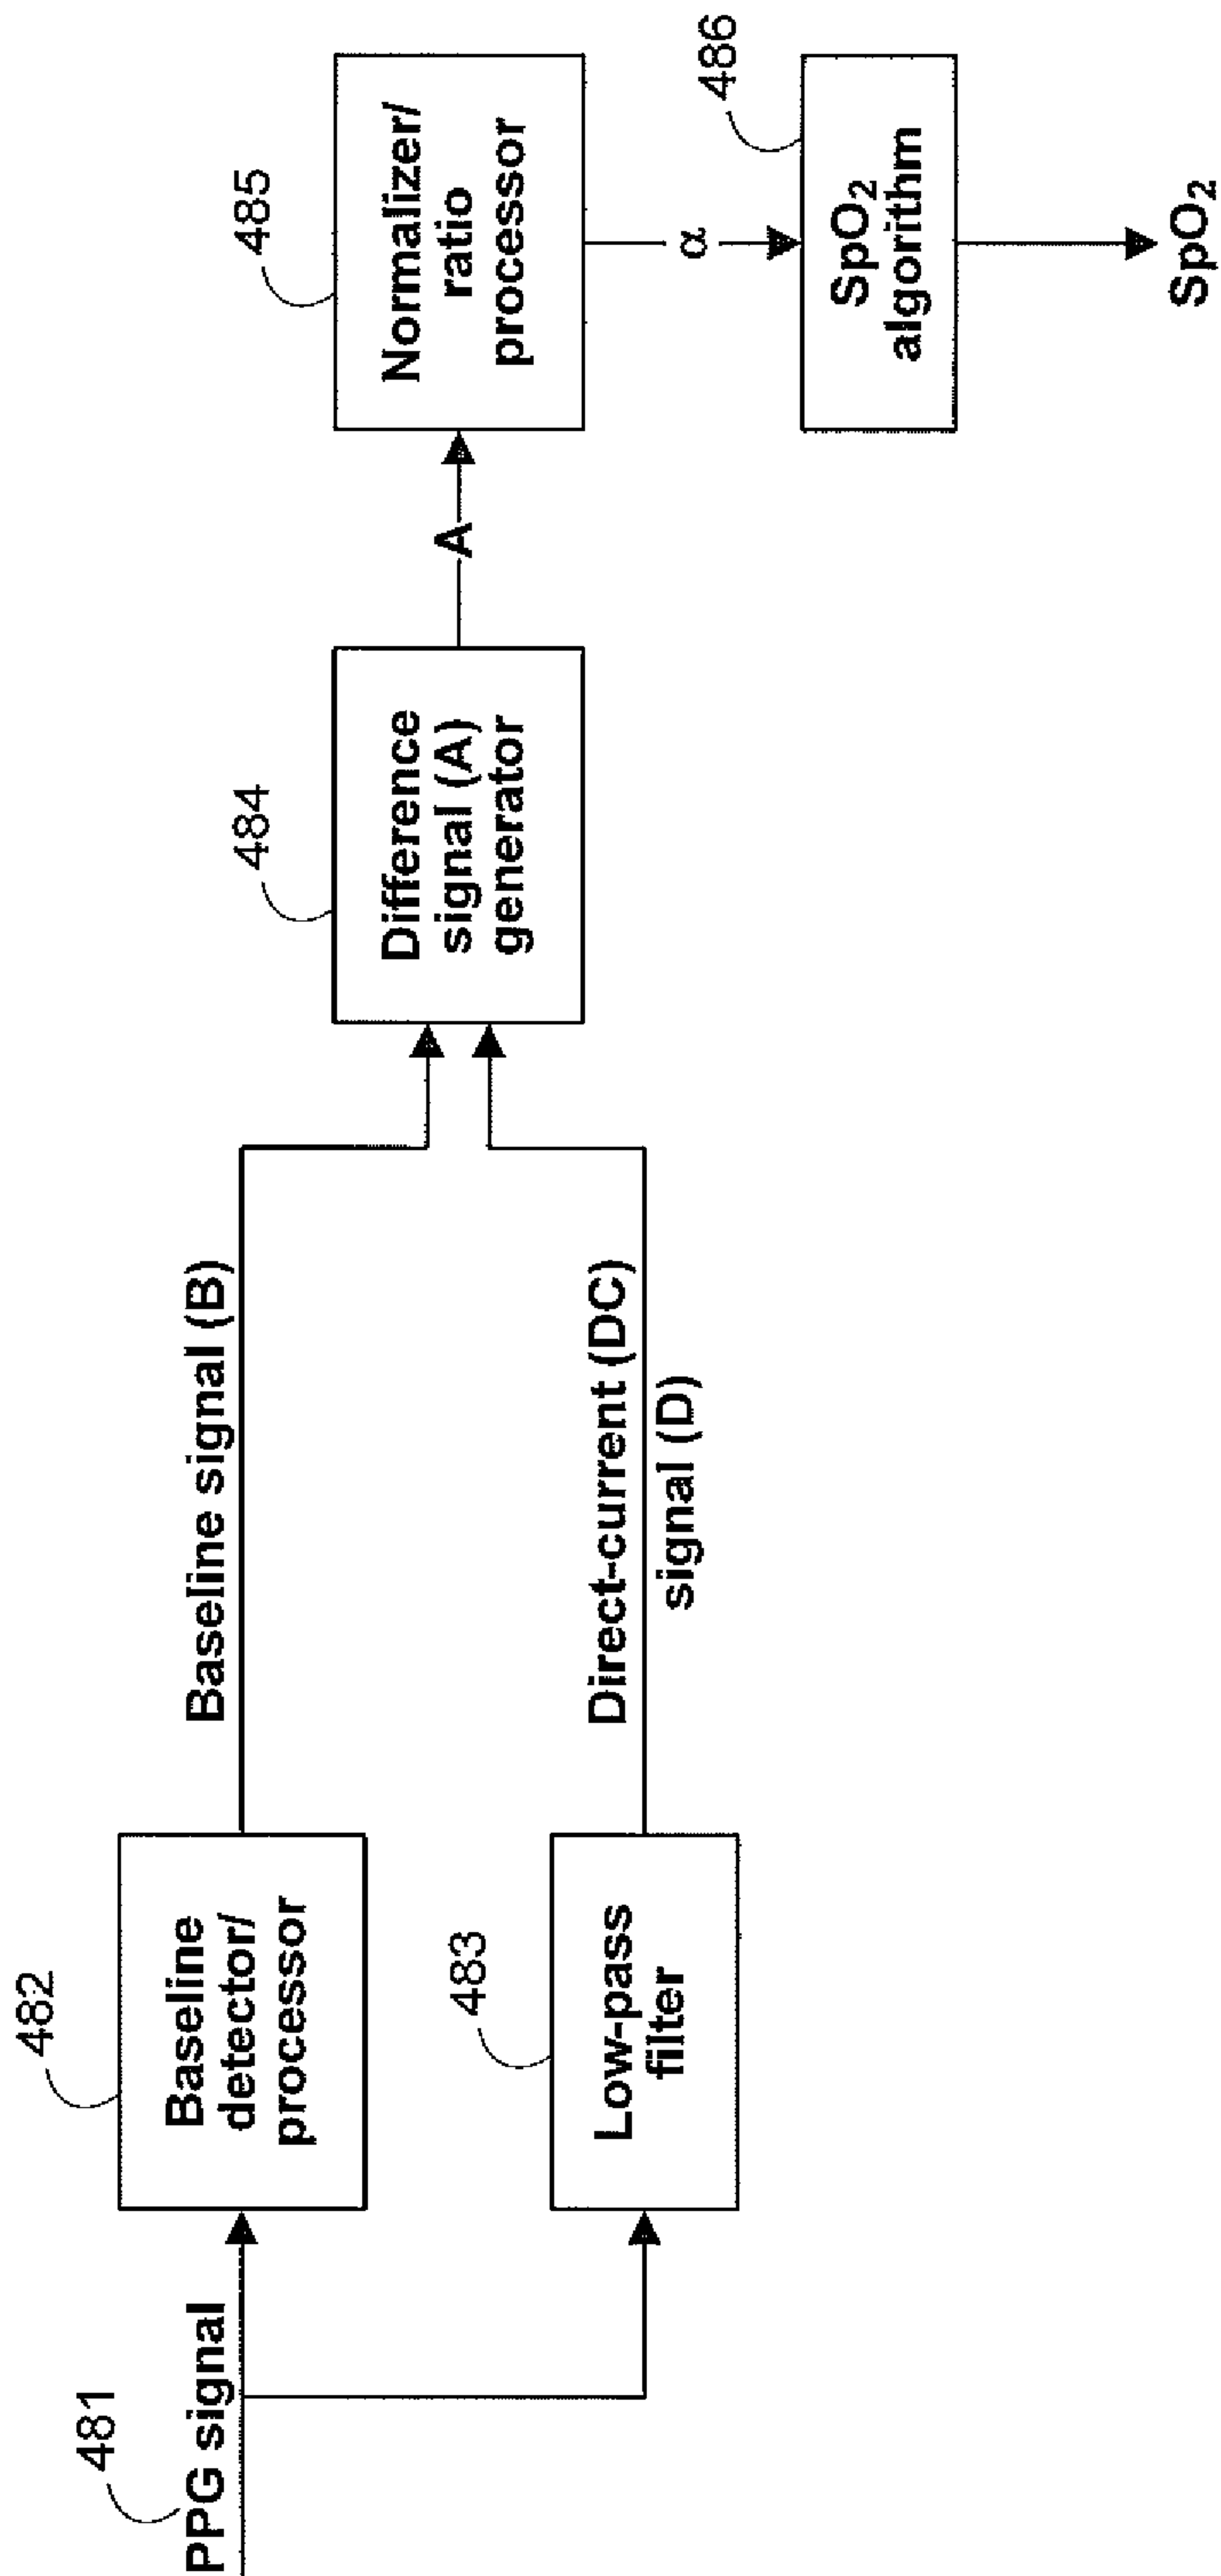 481
PPG signal
482
Baseline
detector/
processor
Baseline signal (B)
483
Low-pass
filter
Direct-current (DC)
signal (D)
484
Difference
signal (A)
generator
A
485
Normalizer/
ratio
processor
α
486
SpO₂
algorithm
SpO₂